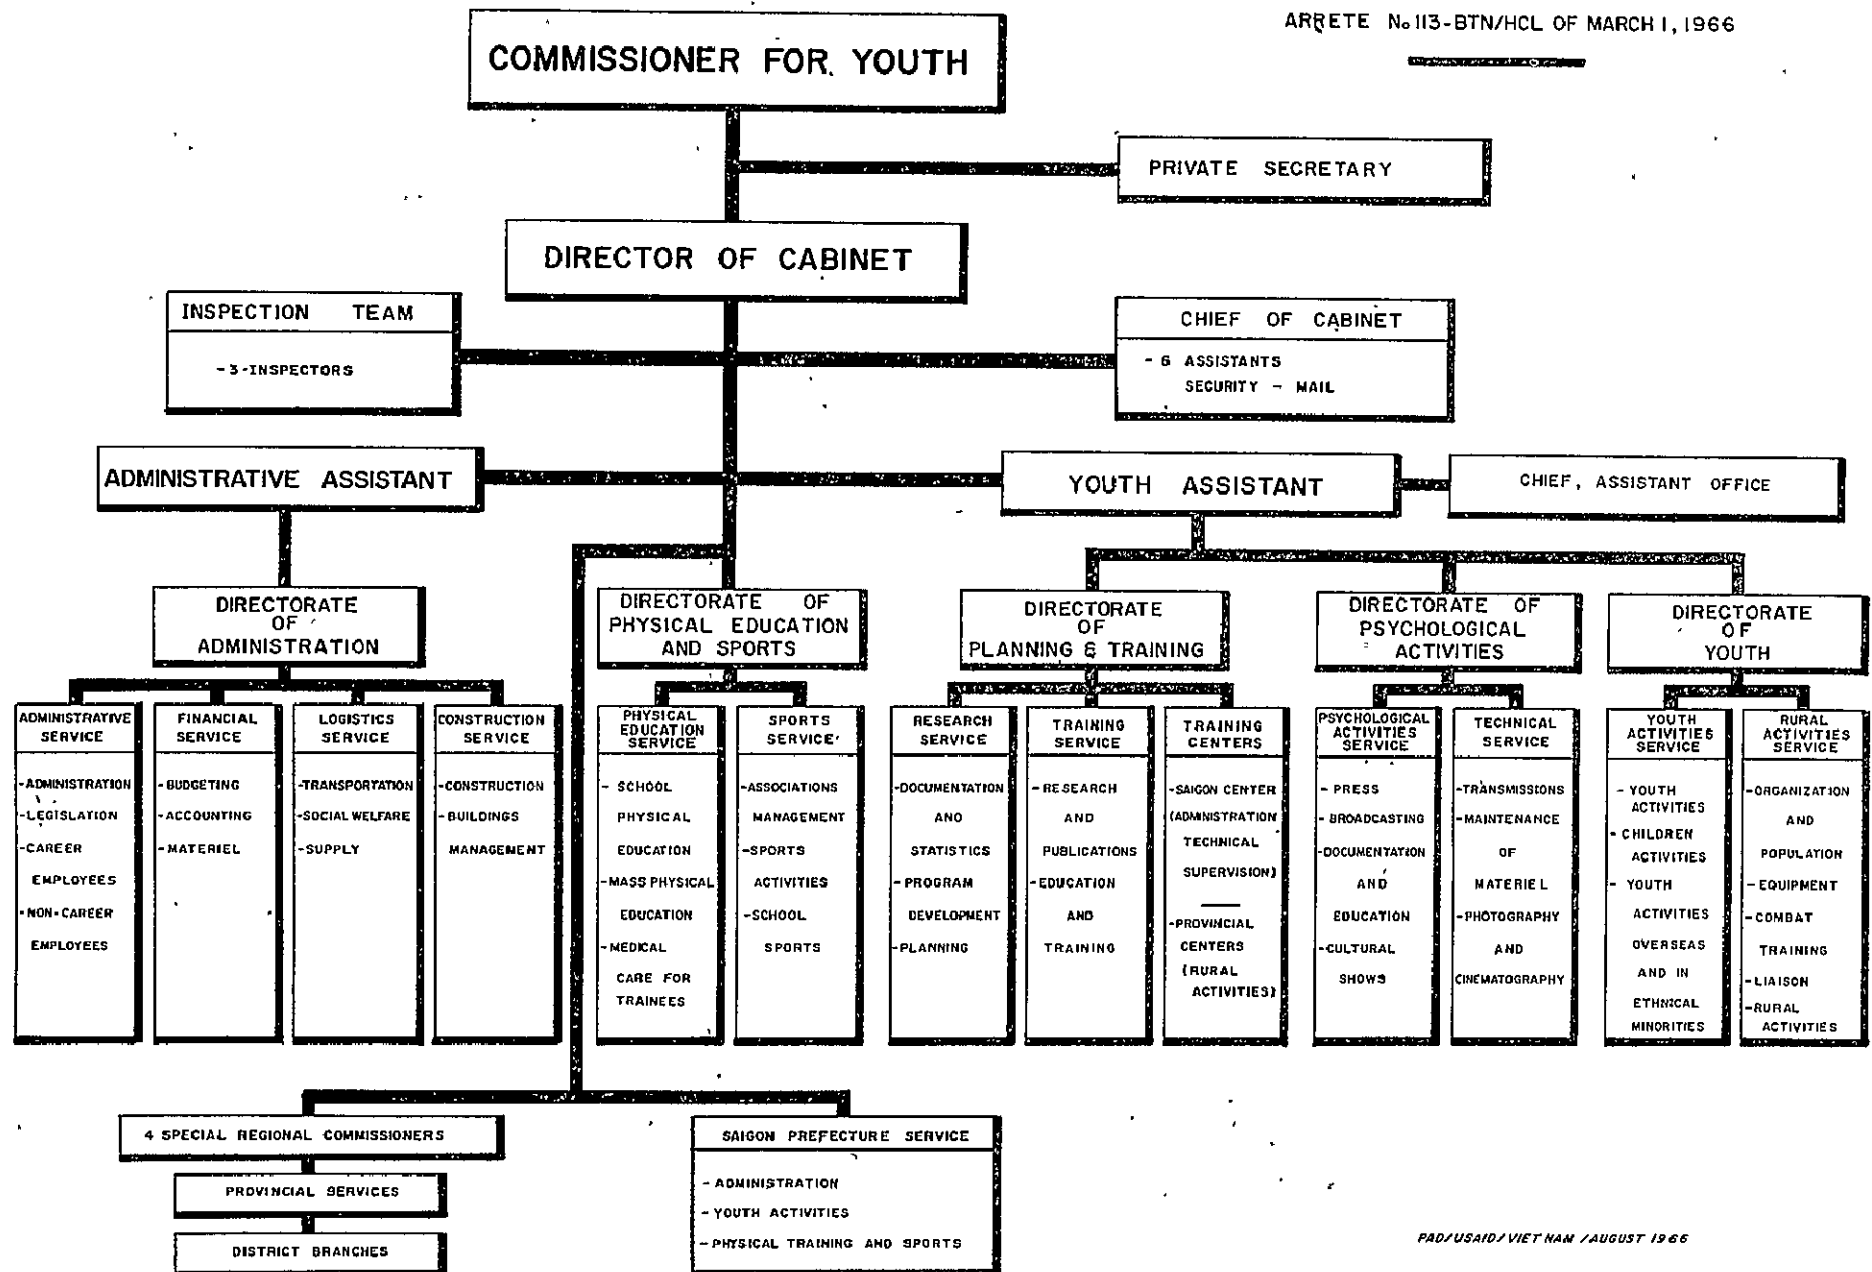 ARRETE No 113-BTN/HCL OF MARCH 1, 1966
COMMISSIONER FOR YOUTH
PRIVATE SECRETARY
DIRECTOR OF CABINET
INSPECTION TEAM
-3-INSPECTORS
CHIEF OF CABINET
- 6 ASSISTANTS
SECURITY - MAIL
ADMINISTRATIVE ASSISTANT
YOUTH ASSISTANT
CHIEF, ASSISTANT OFFICE
DIRECTORATE
OF
ADMINISTRATION
DIRECTORATE OF
PHYSICAL EDUCATION
AND SPORTS
DIRECTORATE
OF
PLANNING & TRAINING
DIRECTORATE OF
PSYCHOLOGICAL
ACTIVITIES
DIRECTORATE
OF
YOUTH
ADMINISTRATIVE
SERVICE
-ADMINISTRATION
-LEGISLATION
-CAREER
EMPLOYEES
-NON-CAREER
EMPLOYEES
FINANCIAL
SERVICE
-BUDGETING
-ACCOUNTING
-MATERIEL
LOGISTICS
SERVICE
-TRANSPORTATION
-SOCIAL WELFARE
-SUPPLY
CONSTRUCTION
SERVICE
-CONSTRUCTION
-BUILDINGS
MANAGEMENT
PHYSICAL
EDUCATION
SERVICE
- SCHOOL
PHYSICAL
EDUCATION
-MASS PHYSICAL
EDUCATION
-MEDICAL
CARE FOR
TRAINEES
SPORTS
SERVICE
-ASSOCIATIONS
MANAGEMENT
-SPORTS
ACTIVITIES
-SCHOOL
SPORTS
RESEARCH
SERVICE
-DOCUMENTATION
AND
STATISTICS
-PROGRAM
DEVELOPMENT
-PLANNING
TRAINING
SERVICE
-RESEARCH
AND
PUBLICATIONS
-EDUCATION
AND
TRAINING
TRAINING
CENTERS
-SAIGON CENTER
(ADMINISTRATION
TECHNICAL
SUPERVISION)
-PROVINCIAL
CENTERS
(RURAL
ACTIVITIES)
PSYCHOLOGICAL
ACTIVITIES
SERVICE
- PRESS
- BROADCASTING
-DOCUMENTATION
AND
EDUCATION
-CULTURAL
SHOWS
TECHNICAL
SERVICE
-TRANSMISSIONS
-MAINTENANCE
OF
MATERIEL
-PHOTOGRAPHY
AND
CINEMATOGRAPHY
YOUTH
ACTIVITIES
SERVICE
- YOUTH
ACTIVITIES
- CHILDREN
ACTIVITIES
- YOUTH
ACTIVITIES
OVERSEAS
AND IN
ETHNICAL
MINORITIES
RURAL
ACTIVITIES
SERVICE
-ORGANIZATION
AND
POPULATION
-EQUIPMENT
-COMBAT
TRAINING
-LIAISON
-RURAL
ACTIVITIES
4 SPECIAL REGIONAL COMMISSIONERS
PROVINCIAL SERVICES
DISTRICT BRANCHES
SAIGON PREFECTURE SERVICE
- ADMINISTRATION
- YOUTH ACTIVITIES
-PHYSICAL TRAINING AND SPORTS
PAD/USAID/VIET NAM /AUGUST 1966